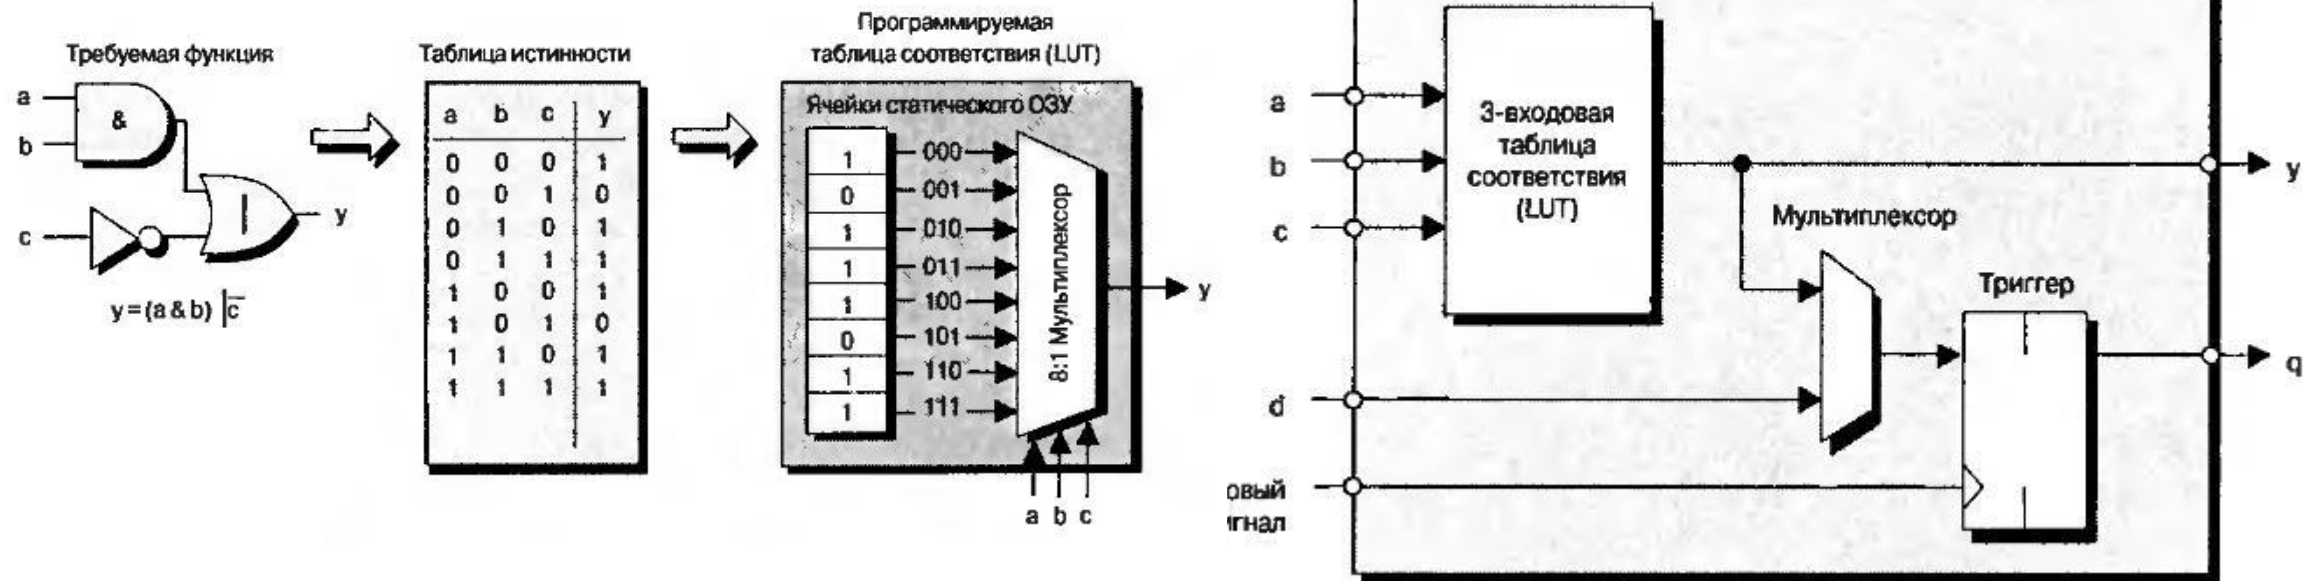 Требуемая функция
a
b
&
c
|
y
y = (a & b) | c̅
Таблица истинности
a b c y
0 0 0 1
0 0 1 0
0 1 0 1
0 1 1 1
1 0 0 1
1 0 1 0
1 1 0 1
1 1 1 1
Программируемая
таблица соответствия (LUT)
Ячейки статического ОЗУ
1 000
0 001
1 010
1 011
1 100
0 101
1 110
1 111
8:1 Мультиплексор
y
a b c
a
b
c
d
овый
игнал
3-входовая
таблица
соответствия
(LUT)
Мультиплексор
Триггер
y
q